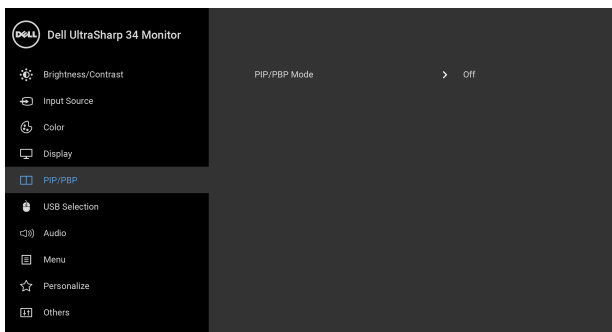 DELL Dell UltraSharp 34 Monitor
Brightness/Contrast
PIP/PBP Mode Off
Input Source
Color
Display
PIP/PBP
USB Selection
Audio
Menu
Personalize
Others